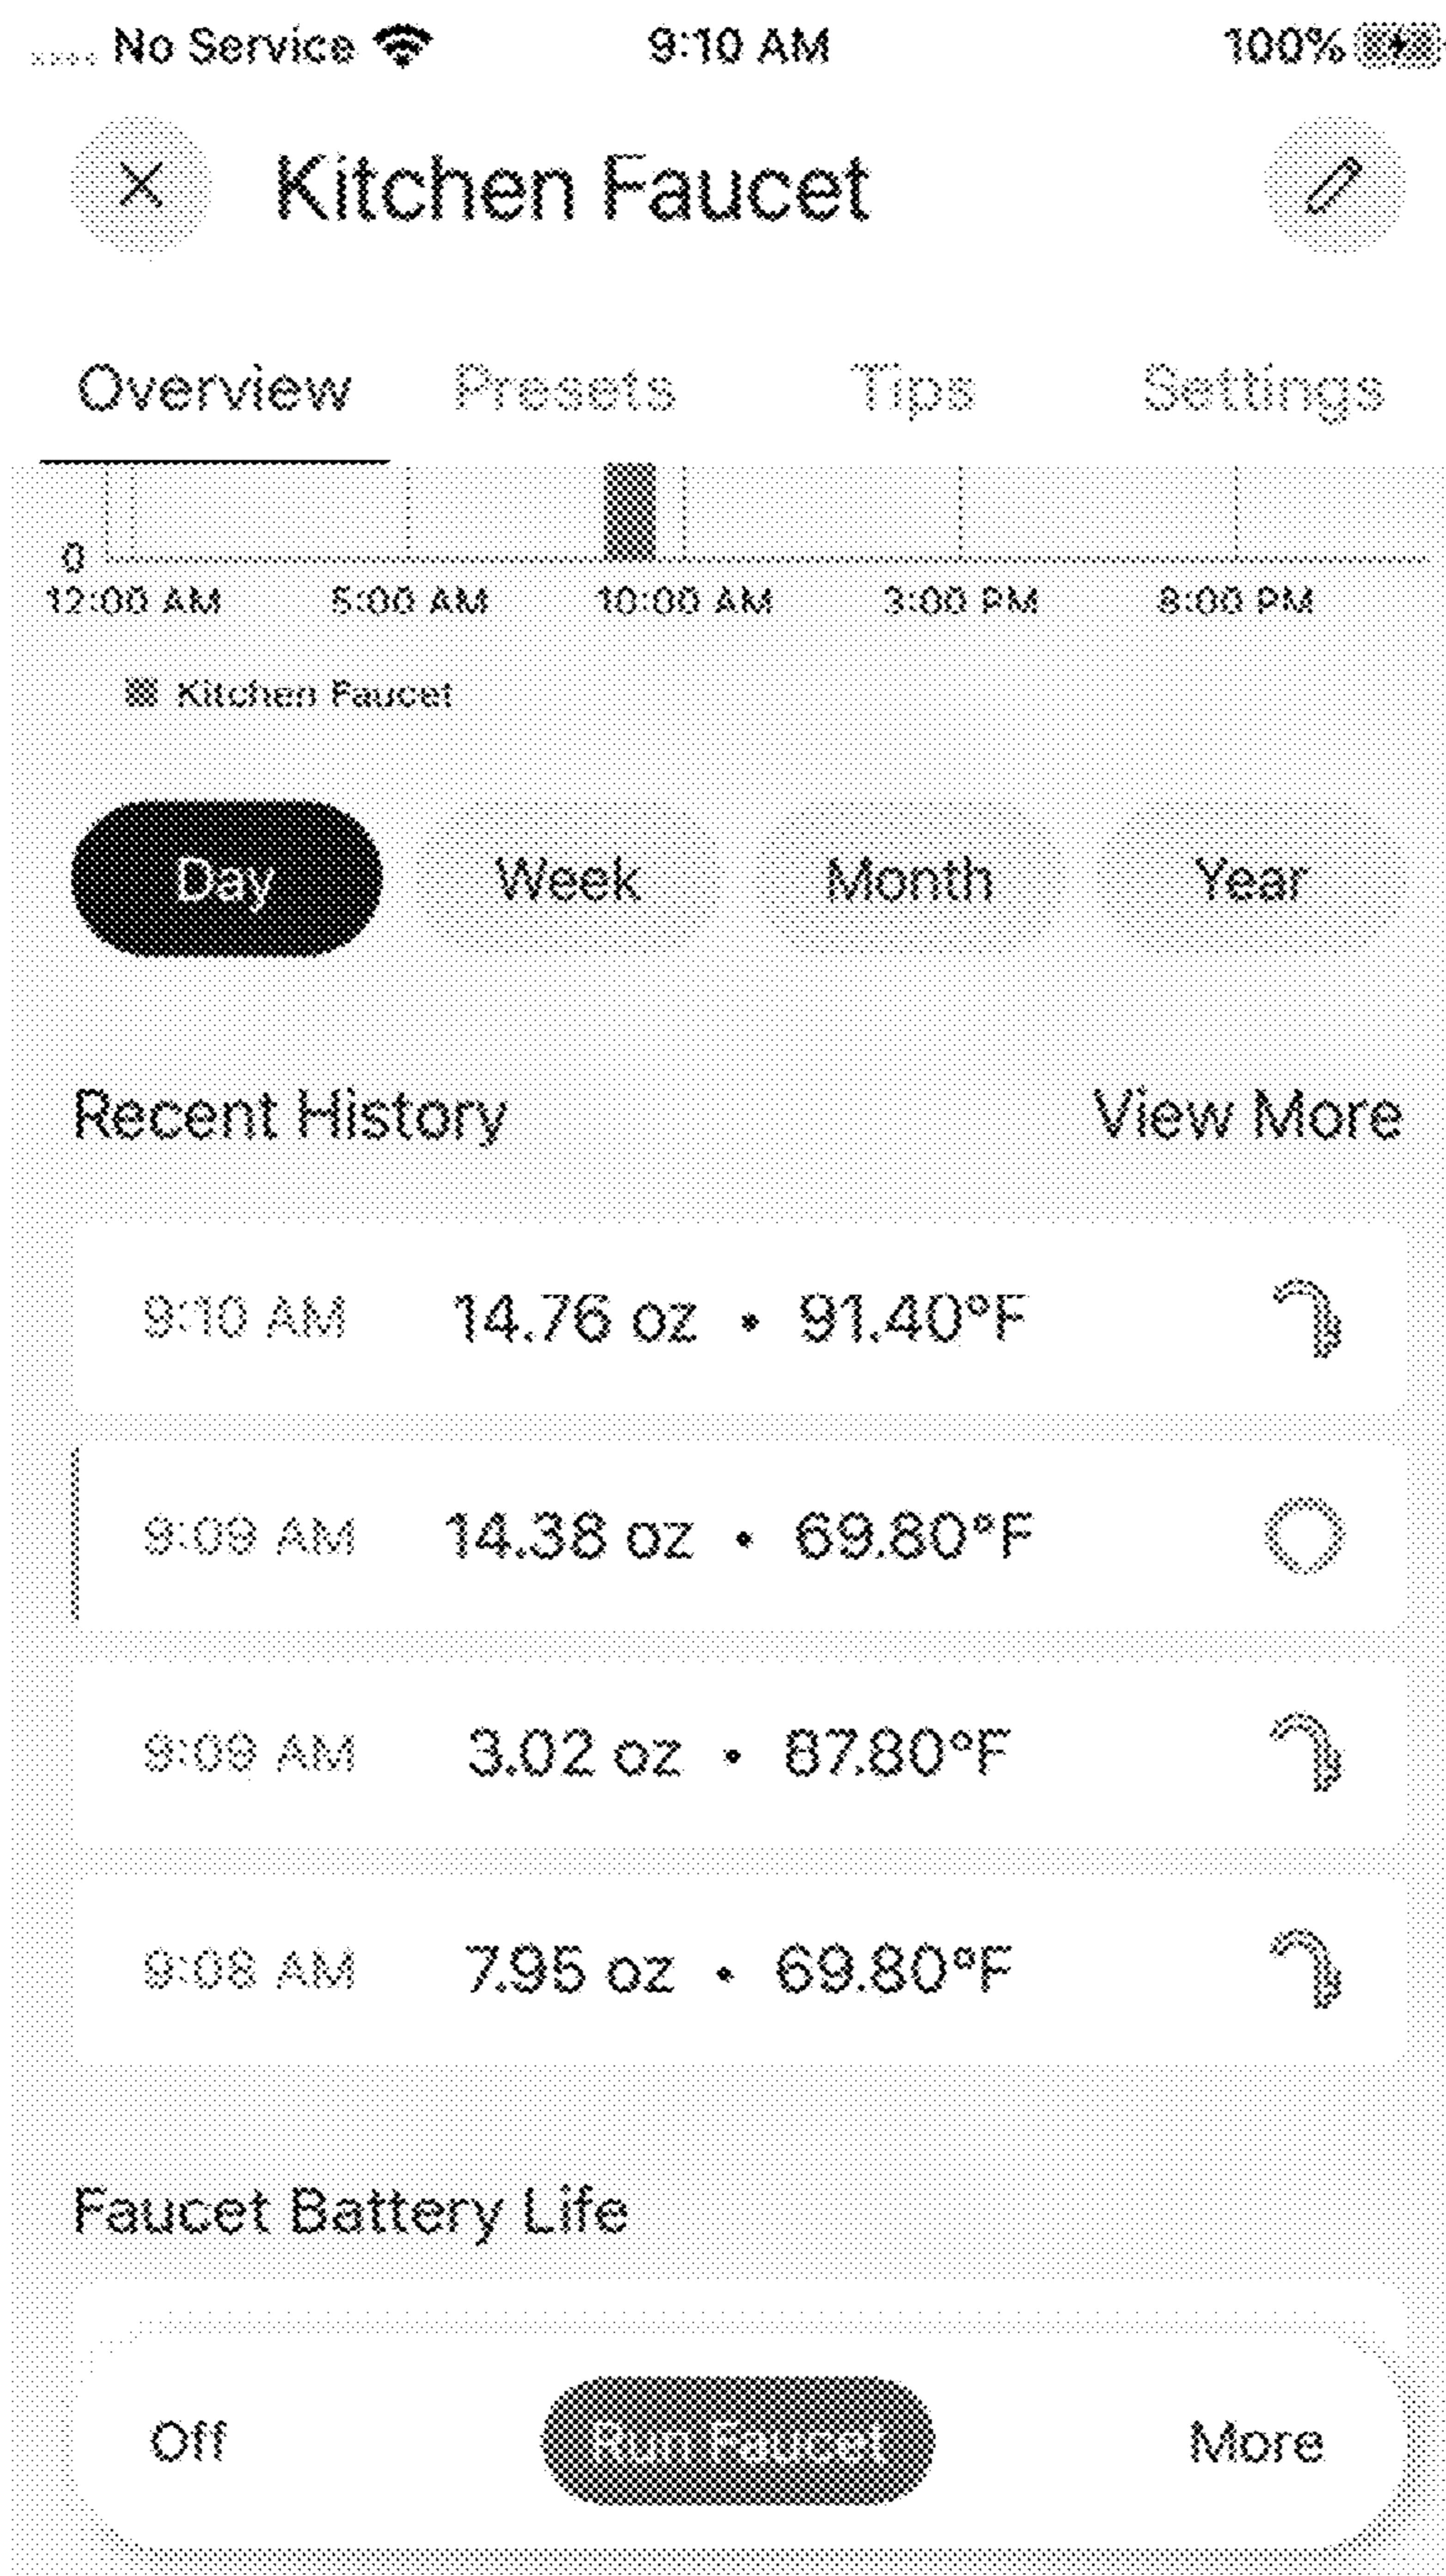 No Service 9:10 AM 100%
Kitchen Faucet
Overview Presets Tips Settings
0
12:00 AM 5:00 AM 10:00 AM 3:00 PM 8:00 PM
Kitchen Faucet
Day Week Month Year
Recent History View More
9:10 AM 14.76 oz • 91.40°F
9:09 AM 14.38 oz • 69.80°F
9:09 AM 3.02 oz • 87.80°F
9:08 AM 7.95 oz • 69.80°F
Faucet Battery Life
Off Run Faucet More